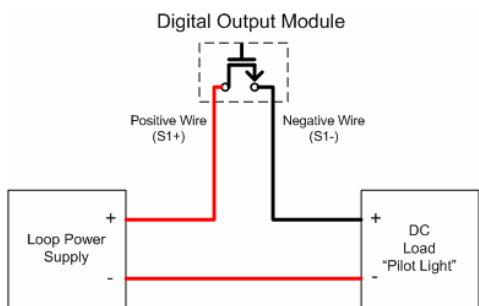 Digital Output Module
Positive Wire
(S1+)
Negative Wire
(S1-)
+
+
Loop Power
Supply
DC
Load
"Pilot Light"
-
-